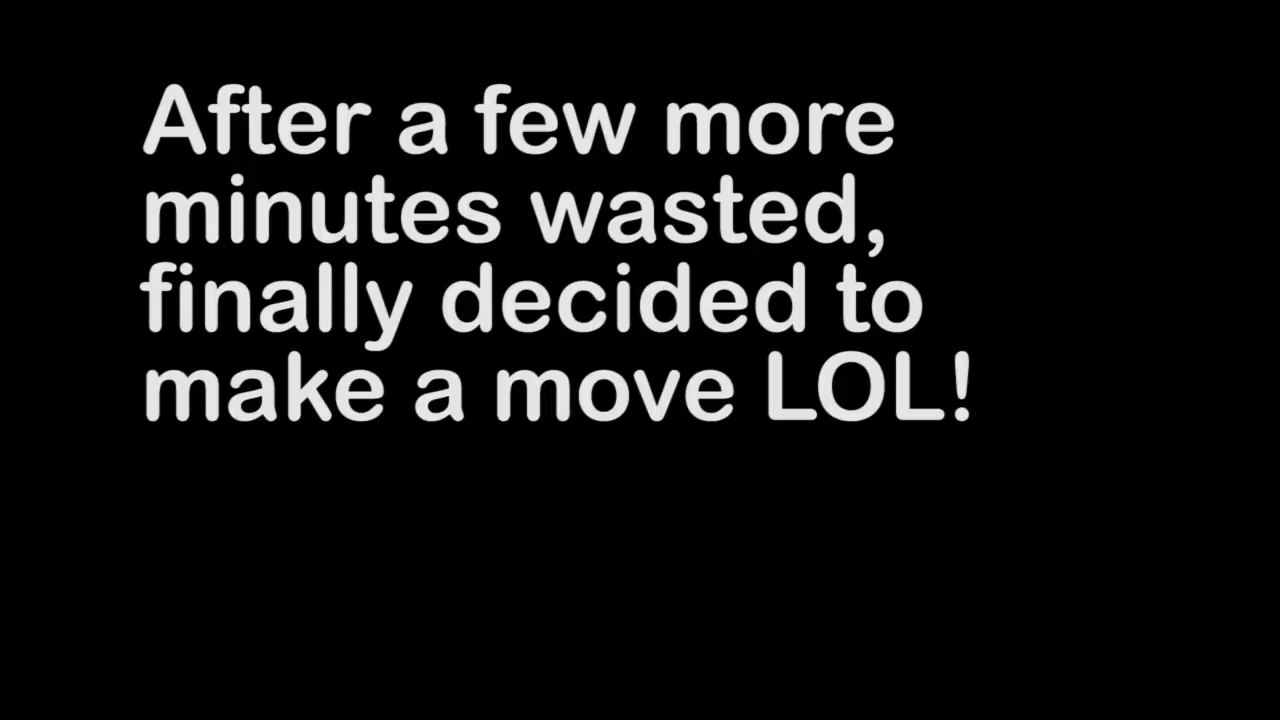 After a few more
minutes wasted,
finally decided to
make a move LOL!